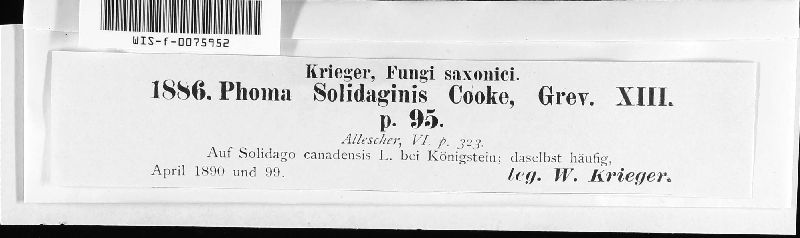 WIS-f-0075952
Krieger, Fungi saxonici.
1886. Phoma Solidaginis Cooke, Grev. XIII.
p. 95.
Allescher, VI. p. 323.
Auf Solidago canadensis L. bei Königstein; daselbst häufig,
April 1890 und 99.
leg. W. Krieger.